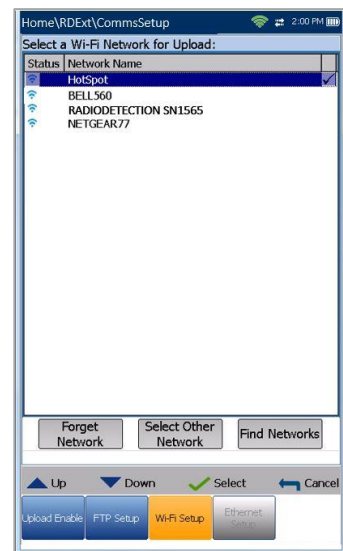 Home\RDExt\CommsSetup 2:00 PM
Select a Wi-Fi Network for Upload:
Status Network Name
HotSpot
BELL560
RADIODETECTION SN1565
NETGEAR77
Forget Network
Select Other Network
Find Networks
Up Down Select Cancel
Upload Enable FTP Setup Wi-Fi Setup Ethernet Setup